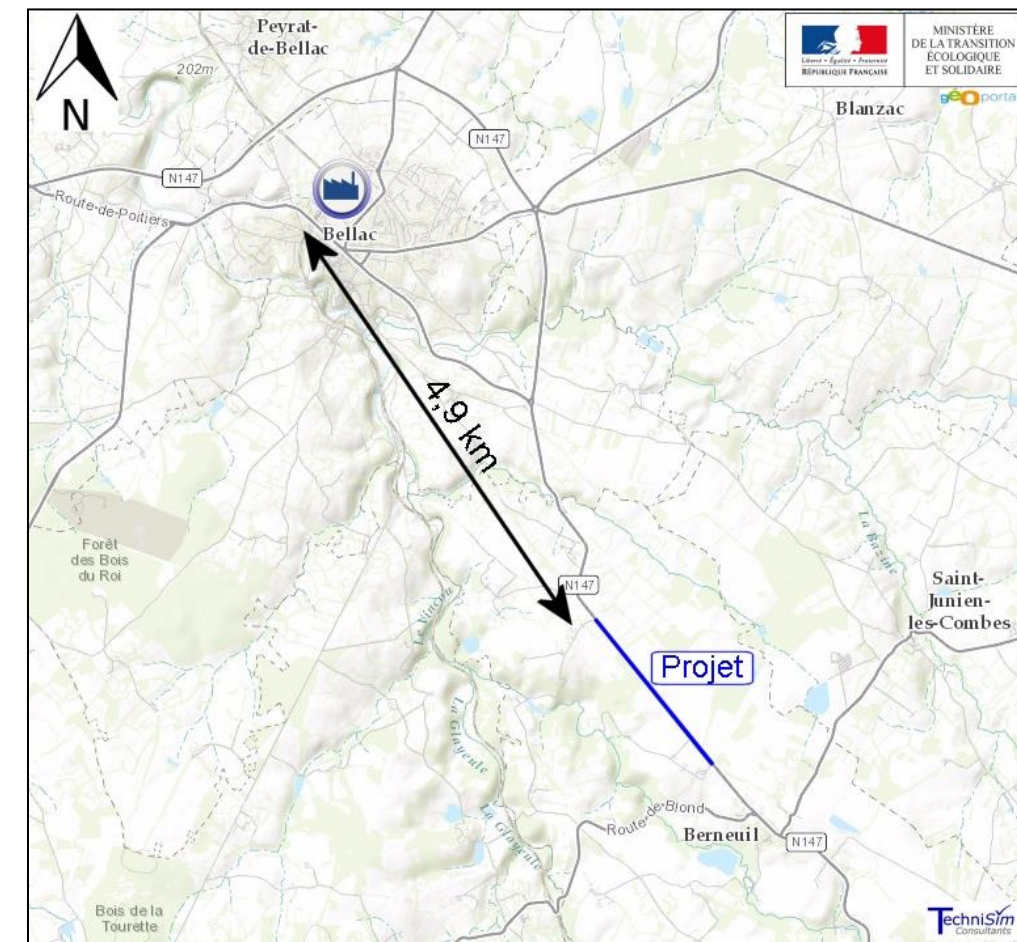 Peyrat-
de-Bellac
202m
N
Liberté • Égalité • Fraternité
RÉPUBLIQUE FRANÇAISE
MINISTÈRE
DE LA TRANSITION
ÉCOLOGIQUE
ET SOLIDAIRE
géoporta
Blanzac
N147
N147
Route-de-Poitiers
Bellac
4,9 km
Forêt
des Bois
du Roi
Le Vincou
La Bazine
N147
Saint-
Junien-
les-Combes
Projet
La Glayeule
La Glayeule
Route-de-Blond
Berneuil
N147
Bois de la
Tourette
TechniSim
Consultants